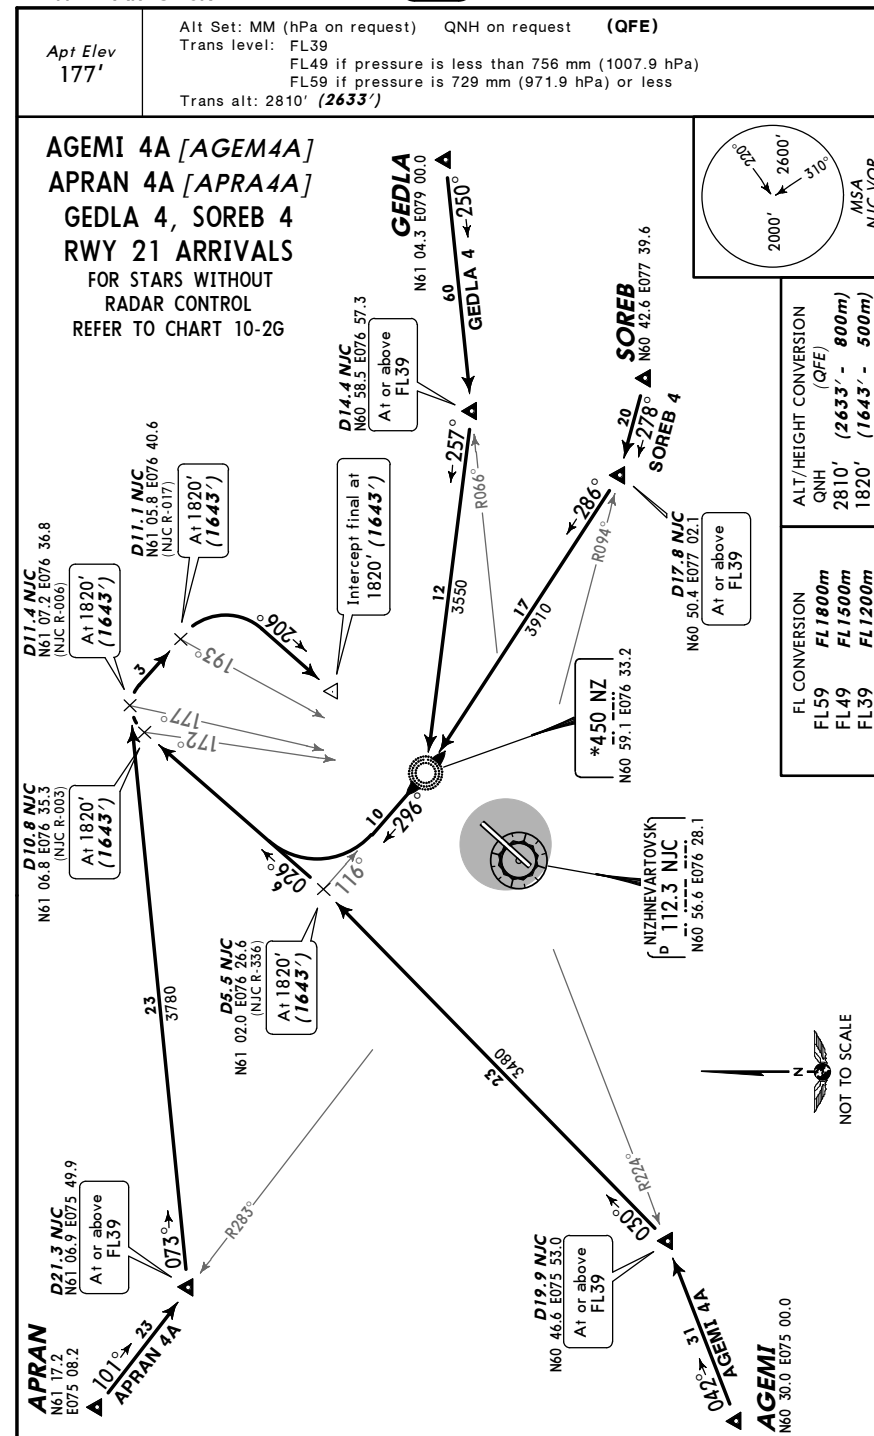 Alt Set: MM (hPa on request) QNH on request (QFE)
Apt Elev
177'
Trans level: FL39
FL49 if pressure is less than 756 mm (1007.9 hPa)
FL59 if pressure is 729 mm (971.9 hPa) or less
Trans alt: 2810' (2633')
AGEMI 4A [AGEM4A]
APRAN 4A [APRA4A]
GEDLA 4, SOREB 4
RWY 21 ARRIVALS
FOR STARS WITHOUT
RADAR CONTROL
REFER TO CHART 10-2G
GEDLA
N61 04.3 E079 00.0
250°
60
GEDLA 4
D14.4 NJC
N60 58.5 E076 57.3
At or above
FL39
257°
R066°
12
3550
SOREB
N60 42.6 E077 39.6
20
278°
SOREB 4
286°
R094°
D17.8 NJC
N60 50.4 E077 02.1
At or above
FL39
17
3910
220°
2600'
310°
2000'
MSA
NJC VOR
ALT/HEIGHT CONVERSION
QNH (QFE)
2810' (2633' - 800m)
1820' (1643' - 500m)
FL CONVERSION
FL59 FL1800m
FL49 FL1500m
FL39 FL1200m
D11.1 NJC
N61 05.8 E076 40.6
(NJC R-017)
At 1820'
(1643')
D11.4 NJC
N61 07.2 E076 36.8
(NJC R-006)
At 1820'
(1643')
3
206°
193°
177°
172°
Intercept final at
1820' (1643')
D10.8 NJC
N61 06.8 E076 35.3
(NJC R-003)
At 1820'
(1643')
*450 NZ
N60 59.1 E076 33.2
10
296°
116°
6
026°
D5.5 NJC
N61 02.0 E076 26.6
(NJC R-336)
At 1820'
(1643')
NIZHNEVARTOVSK
D 112.3 NJC
N60 56.6 E076 28.1
23
3780
23
3480
R283°
R224°
D21.3 NJC
N61 06.9 E075 49.9
At or above
FL39
073°
APRAN
N61 17.2
E075 08.2
101°
23
APRAN 4A
D19.9 NJC
N60 46.6 E075 53.0
At or above
FL39
030°
042°
31
AGEMI 4A
AGEMI
N60 30.0 E075 00.0
N
NOT TO SCALE